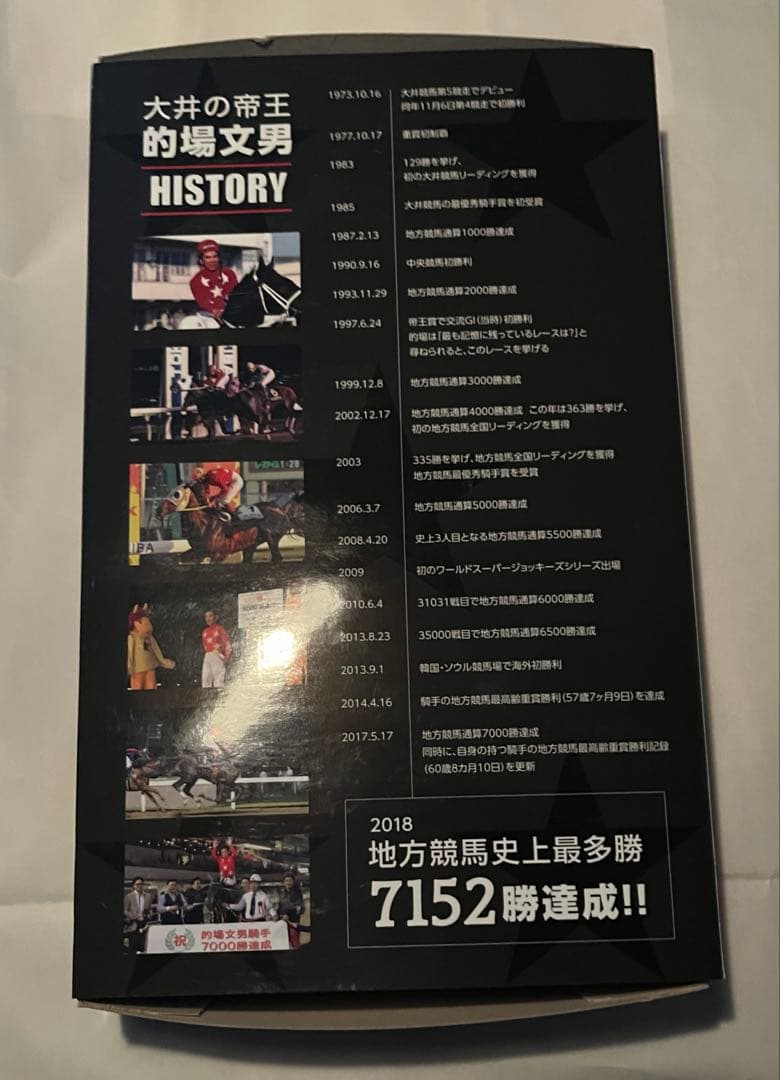 大井の帝王
的場文男
HISTORY
1973.10.16 大井競馬第5競走でデビュー
同年11月6日第4競走で初勝利
1977.10.17 重賞初制覇
1983 129勝を挙げ、
初の大井競馬リーディングを獲得
1985 大井競馬の最優秀騎手賞を初受賞
1987.2.13 地方競馬通算1000勝達成
1990.9.16 中央競馬初勝利
1993.11.29 地方競馬通算2000勝達成
1997.6.24 帝王賞で交流GI(当時)初勝利
的場は「最も記憶に残っているレースは?」と
尋ねられると、このレースを挙げる
1999.12.8 地方競馬通算3000勝達成
2002.12.17 地方競馬通算4000勝達成 この年は363勝を挙げ、
初の地方競馬全国リーディングを獲得
2003 335勝を挙げ、地方競馬全国リーディングを獲得
地方競馬最優秀騎手賞を受賞
2006.3.7 地方競馬通算5000勝達成
2008.4.20 史上3人目となる地方競馬通算5500勝達成
2009 初のワールドスーパージョッキーズシリーズ出場
2010.6.4 31031戦目で地方競馬通算6000勝達成
2013.8.23 35000戦目で地方競馬通算6500勝達成
2013.9.1 韓国・ソウル競馬場で海外初勝利
2014.4.16 騎手の地方競馬最高齢重賞勝利(57歳7ヶ月9日)を達成
2017.5.17 地方競馬通算7000勝達成
同時に、自身の持つ騎手の地方競馬最高齢重賞勝利記録
(60歳8カ月10日)を更新
2018
地方競馬史上最多勝
7152勝達成!!
1:28
IBA
祝 的場文男騎手
7000勝達成